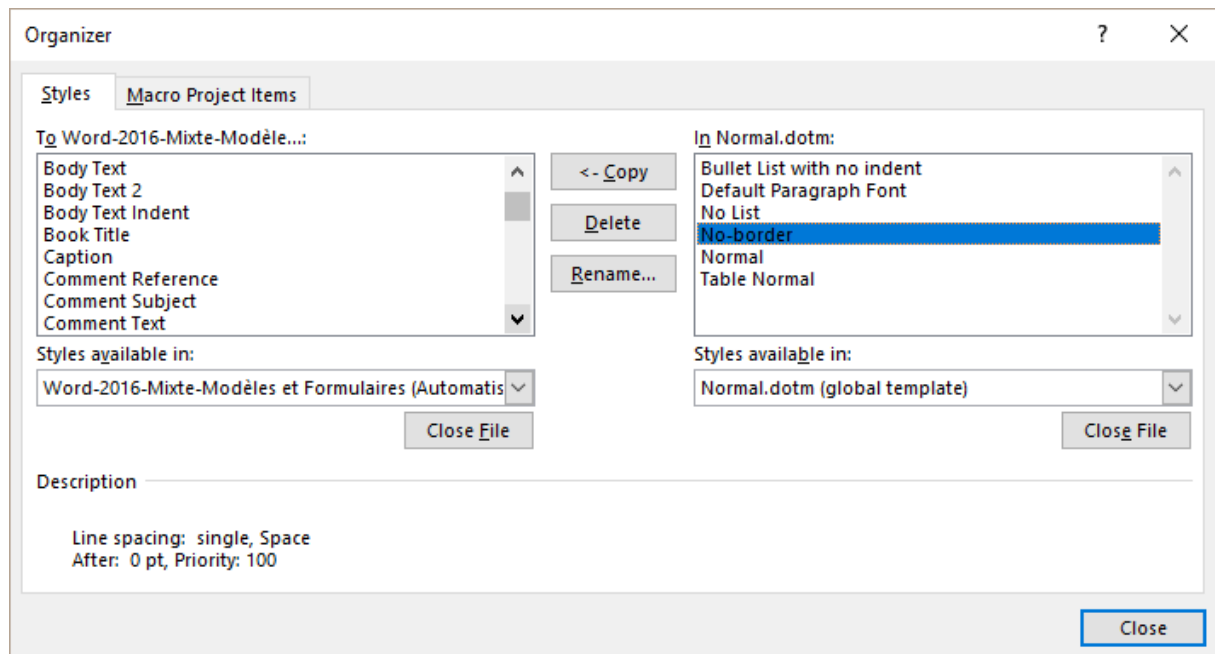 Organizer
?
Styles
Macro Project Items
To Word-2016-Mixte-Modèle...:
Body Text
Body Text 2
Body Text Indent
Book Title
Caption
Comment Reference
Comment Subject
Comment Text
<- Copy
Delete
Rename...
In Normal.dotm:
Bullet List with no indent
Default Paragraph Font
No List
No-border
Normal
Table Normal
Styles available in:
Word-2016-Mixte-Modèles et Formulaires (Automatis
Close File
Styles available in:
Normal.dotm (global template)
Close File
Description
Line spacing:  single, Space
After:  0 pt, Priority: 100
Close